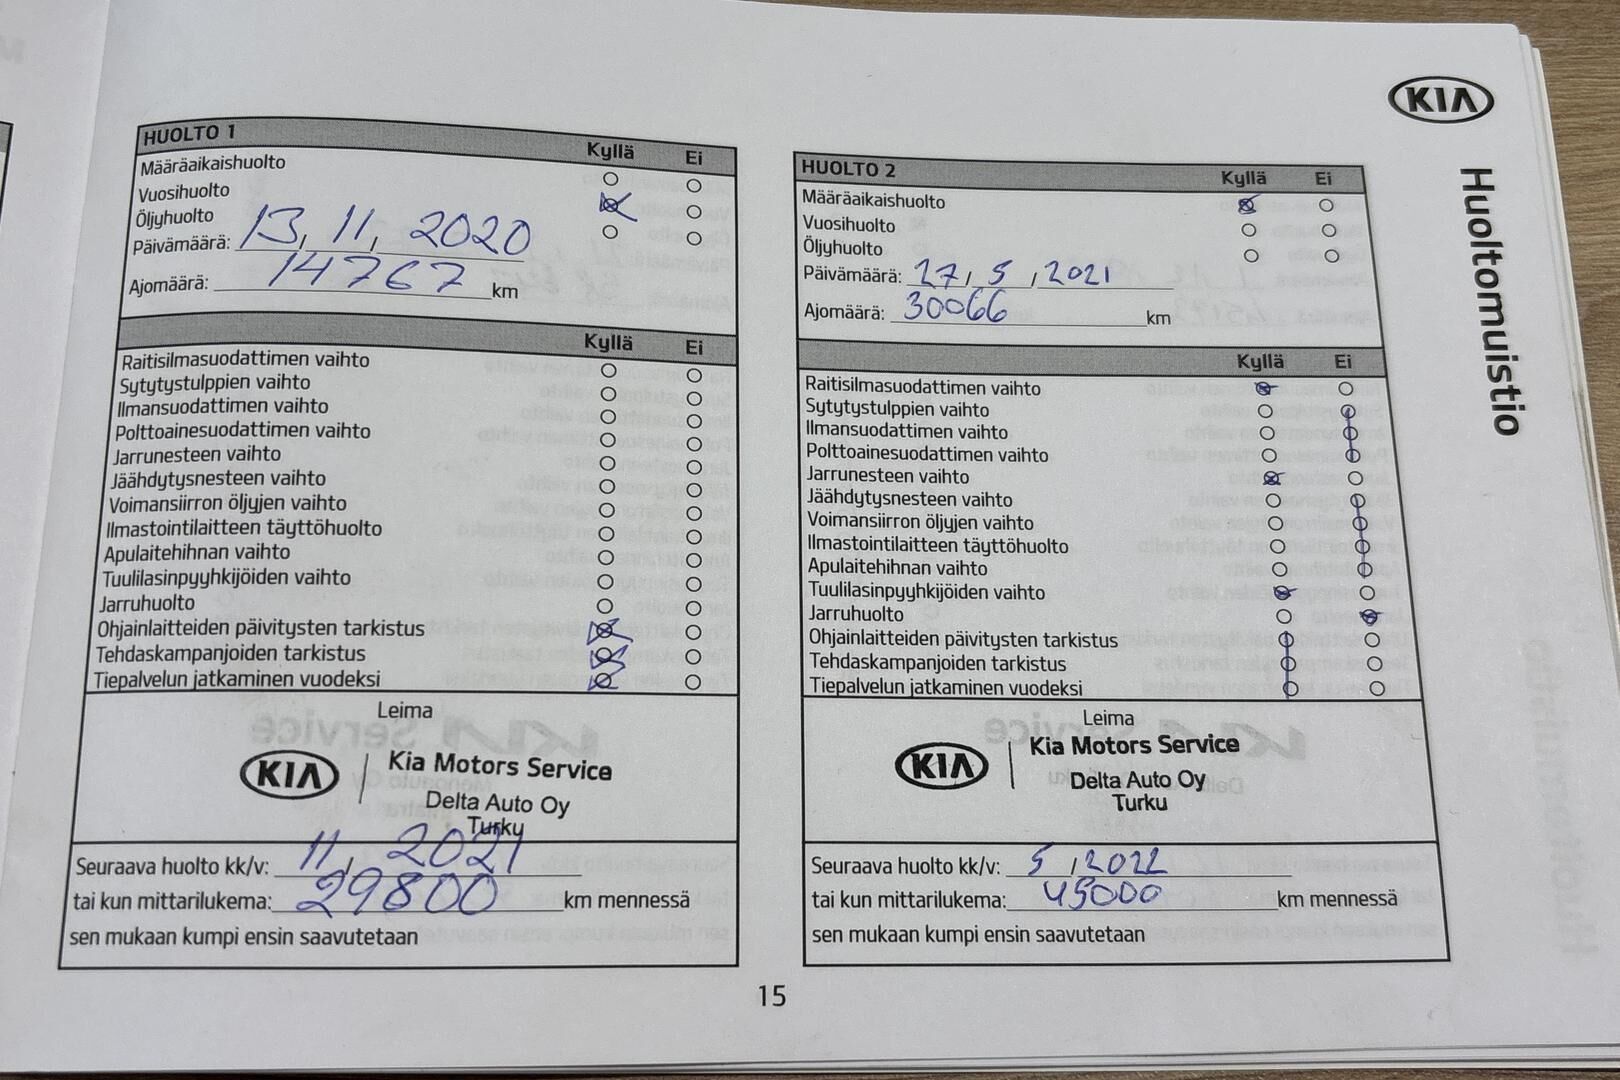 KIA
Huoltomuistio
HUOLTO 1
Kyllä Ei
Määräaikaishuolto
Vuosihuolto
Öljyhuolto
Päivämäärä: 13, 11, 2020
Ajomäärä: 14767 km
Kyllä Ei
Raitisilmasuodattimen vaihto
Sytytystulppien vaihto
Ilmansuodattimen vaihto
Polttoainesuodattimen vaihto
Jarrunesteen vaihto
Jäähdytysnesteen vaihto
Voimansiirron öljyjen vaihto
Ilmastointilaitteen täyttöhuolto
Apulaitehihnan vaihto
Tuulilasinpyyhkijöiden vaihto
Jarruhuolto
Ohjainlaitteiden päivitysten tarkistus
Tehdaskampanjoiden tarkistus
Tiepalvelun jatkaminen vuodeksi
Leima
KIA Kia Motors Service
Delta Auto Oy
Turku
Seuraava huolto kk/v: 11 / 2021
tai kun mittarilukema: 29800 km mennessä
sen mukaan kumpi ensin saavutetaan
HUOLTO 2
Kyllä Ei
Määräaikaishuolto
Vuosihuolto
Öljyhuolto
Päivämäärä: 27 / 5 / 2021
Ajomäärä: 30066 km
Kyllä Ei
Raitisilmasuodattimen vaihto
Sytytystulppien vaihto
Ilmansuodattimen vaihto
Polttoainesuodattimen vaihto
Jarrunesteen vaihto
Jäähdytysnesteen vaihto
Voimansiirron öljyjen vaihto
Ilmastointilaitteen täyttöhuolto
Apulaitehihnan vaihto
Tuulilasinpyyhkijöiden vaihto
Jarruhuolto
Ohjainlaitteiden päivitysten tarkistus
Tehdaskampanjoiden tarkistus
Tiepalvelun jatkaminen vuodeksi
Leima
KIA Kia Motors Service
Delta Auto Oy
Turku
Seuraava huolto kk/v: 5 / 2022
tai kun mittarilukema: 45000 km mennessä
sen mukaan kumpi ensin saavutetaan
15